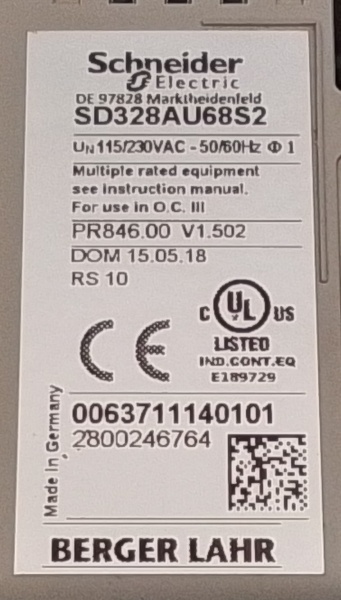 Schneider
Electric
DE 97828 Marktheidenfeld
SD328AU68S2
UN 115/230VAC - 50/60Hz Φ 1
Multiple rated equipment
see instruction manual.
For use in O.C. III
PR846.00 V1.502
DOM 15.05.18
RS 10
CE
C UL US
LISTED
IND.CONT.EQ
E189729
Made in Germany
0063711140101
2800246764
BERGER LAHR